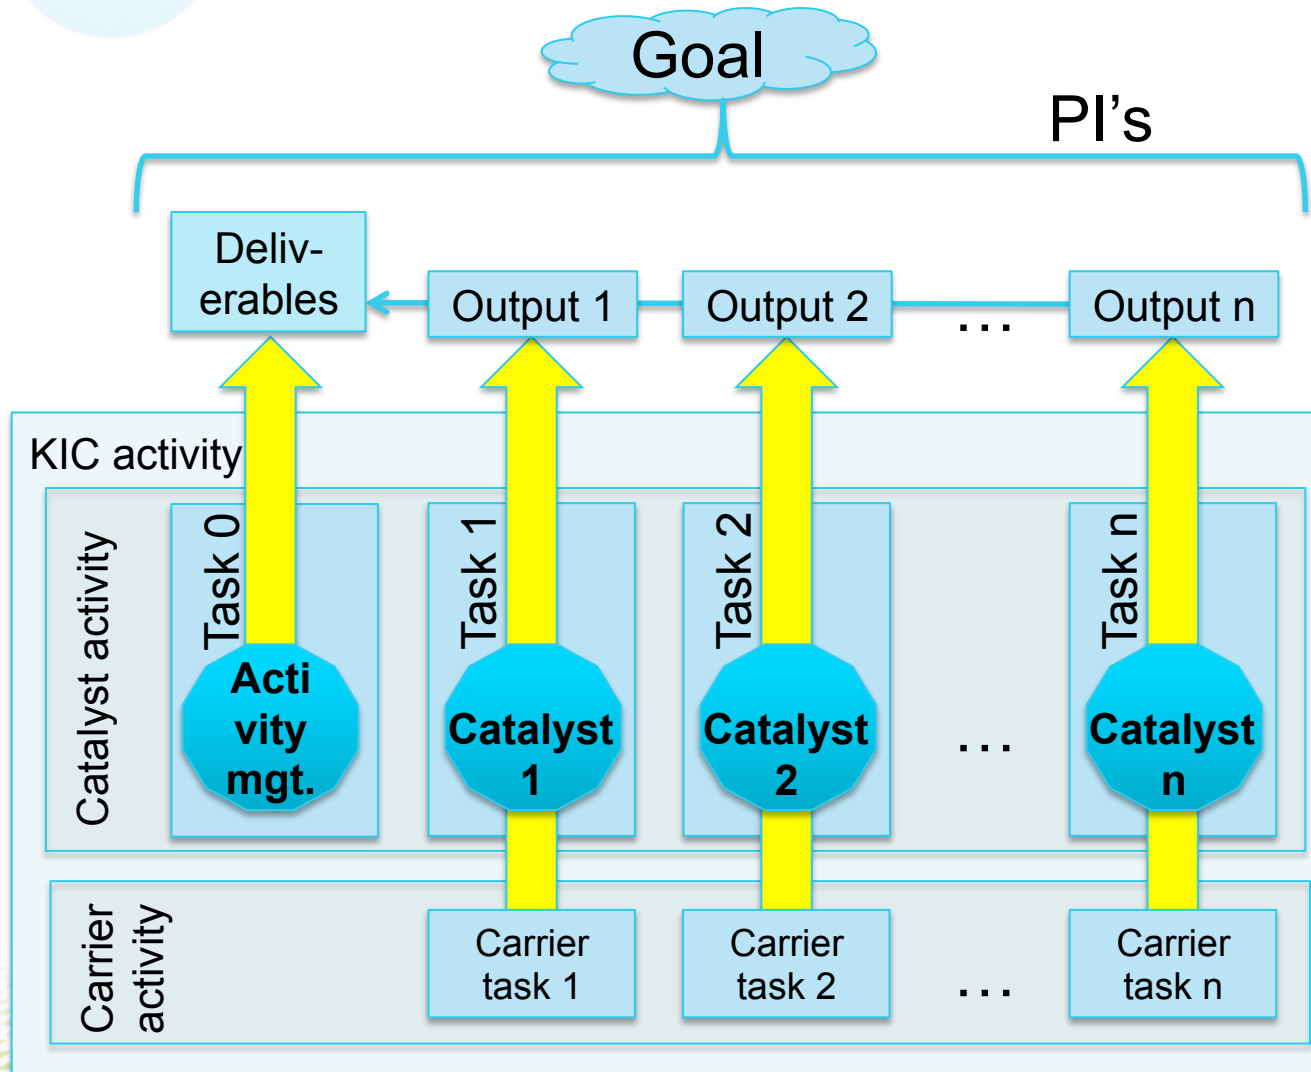 Goal
PI's
Deliv-
erables
Output 1
Output 2
...
Output n
KIC activity
Catalyst activity
Task 0
Task 1
Task 2
Task n
Acti
vity
mgt.
Catalyst
1
Catalyst
2
...
Catalyst
n
Carrier
activity
Carrier
task 1
Carrier
task 2
...
Carrier
task n